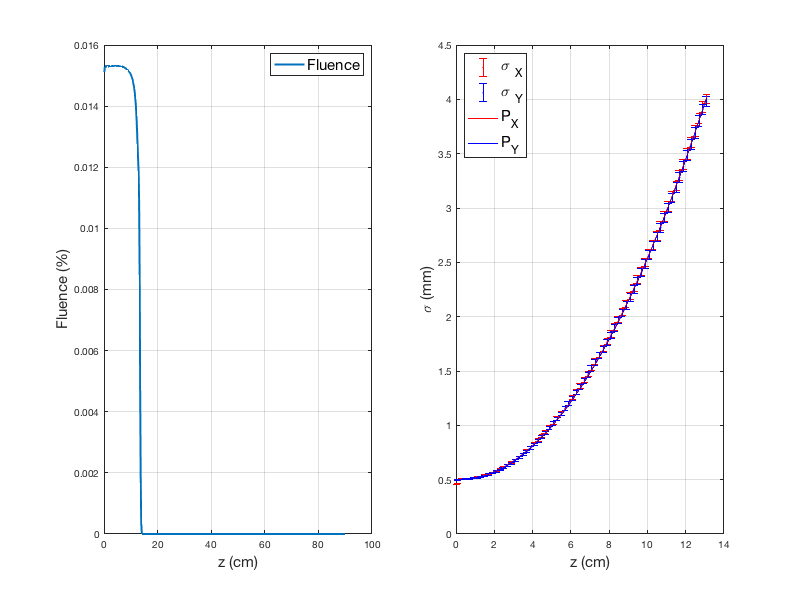 0.016
0.014
0.012
0.01
0.008
0.006
0.004
0.002
0
Fluence (%)
0 20 40 60 80 100
z (cm)
Fluence
4.5
4
3.5
3
2.5
2
1.5
1
0.5
0
σ (mm)
0 2 4 6 8 10 12 14
z (cm)
σ X
σ Y
P X
P Y